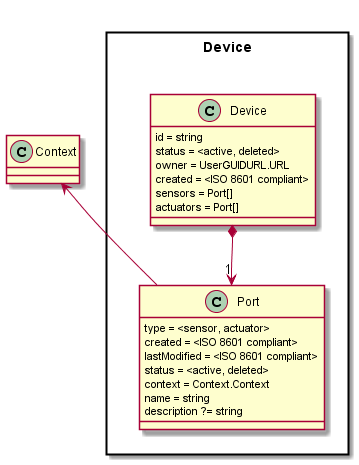 Device
C Device
id = string
status = <active, deleted>
owner = UserGUIDURL.URL
created = <ISO 8601 compliant>
sensors = Port[]
actuators = Port[]
C Context
1
C Port
type = <sensor, actuator>
created = <ISO 8601 compliant>
lastModified = <ISO 8601 compliant>
status = <active, deleted>
context = Context.Context
name = string
description ?= string